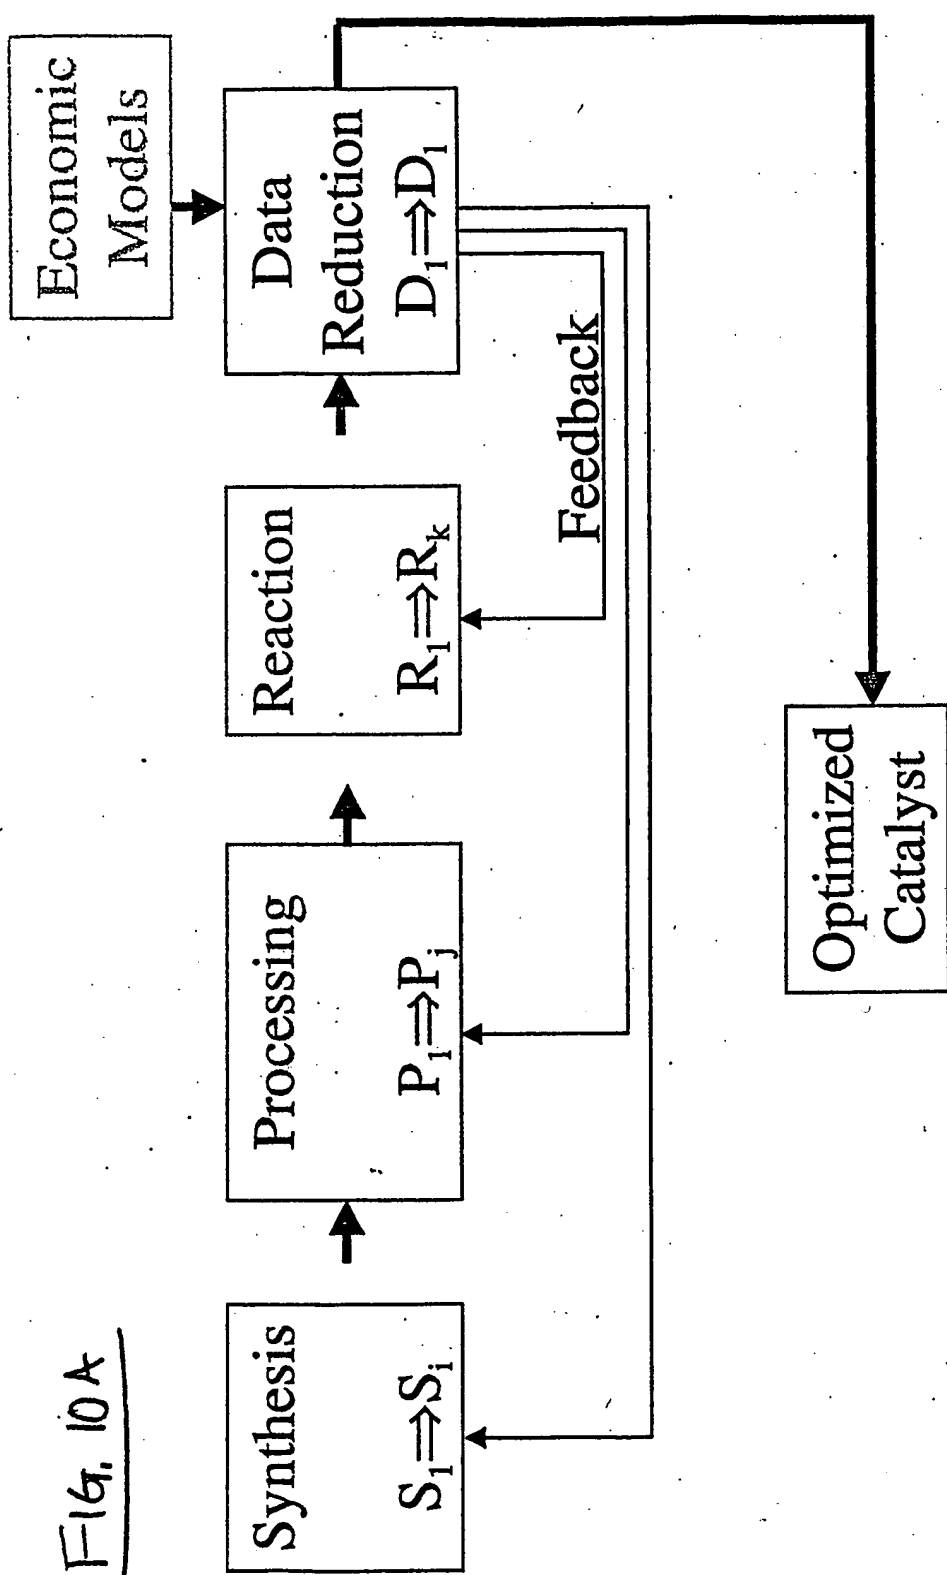 FIG. 10A
Synthesis
S₁⇒Sᵢ
Processing
P₁⇒Pⱼ
Reaction
R₁⇒Rₖ
Data
Reduction
D₁⇒D₁
Economic
Models
Feedback
Optimized
Catalyst